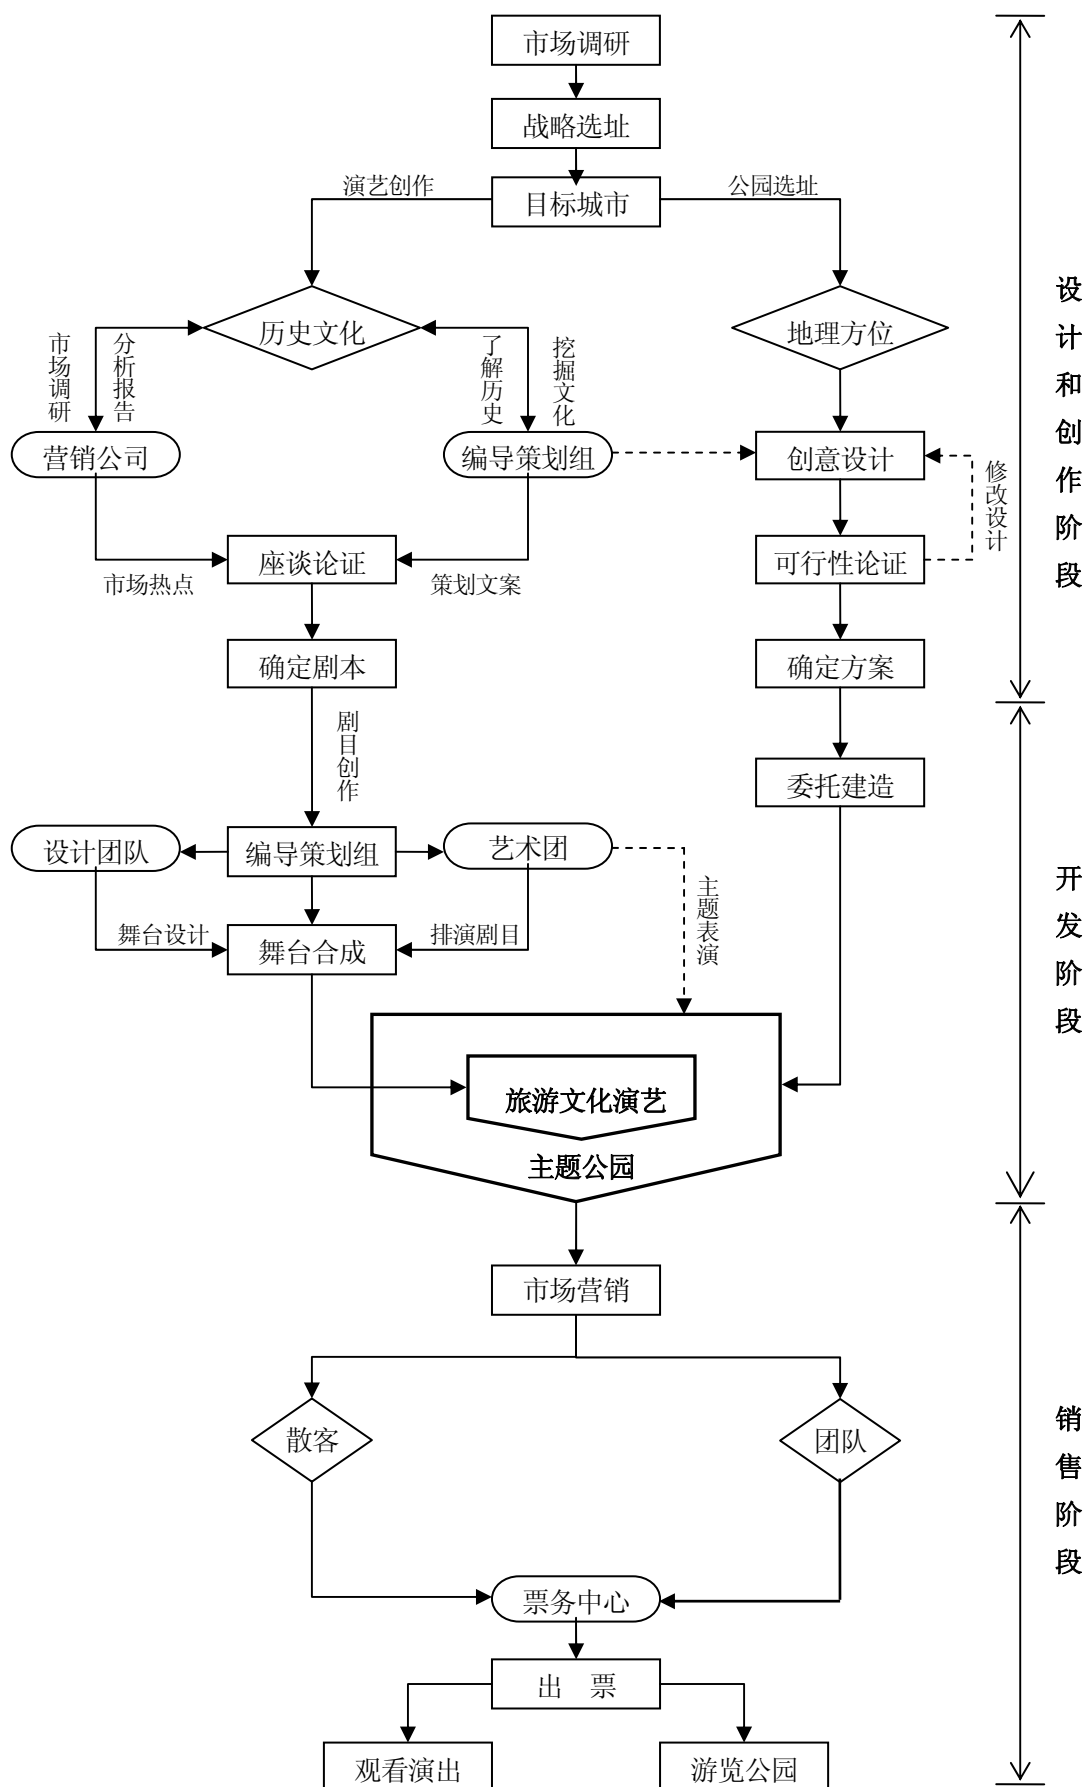 市场调研
战略选址
演艺创作
目标城市
公园选址
历史文化
地理方位
市场调研
分析报告
了解历史
挖掘文化
营销公司
编导策划组
创意设计
修改设计
座谈论证
可行性论证
市场热点
策划文案
确定剧本
确定方案
设计和创作阶段
剧目创作
委托建造
设计团队
编导策划组
艺术团
主题表演
舞台设计
舞台合成
排演剧目
旅游文化演艺
主题公园
开发阶段
市场营销
散客
团队
票务中心
出 票
观看演出
游览公园
销售阶段